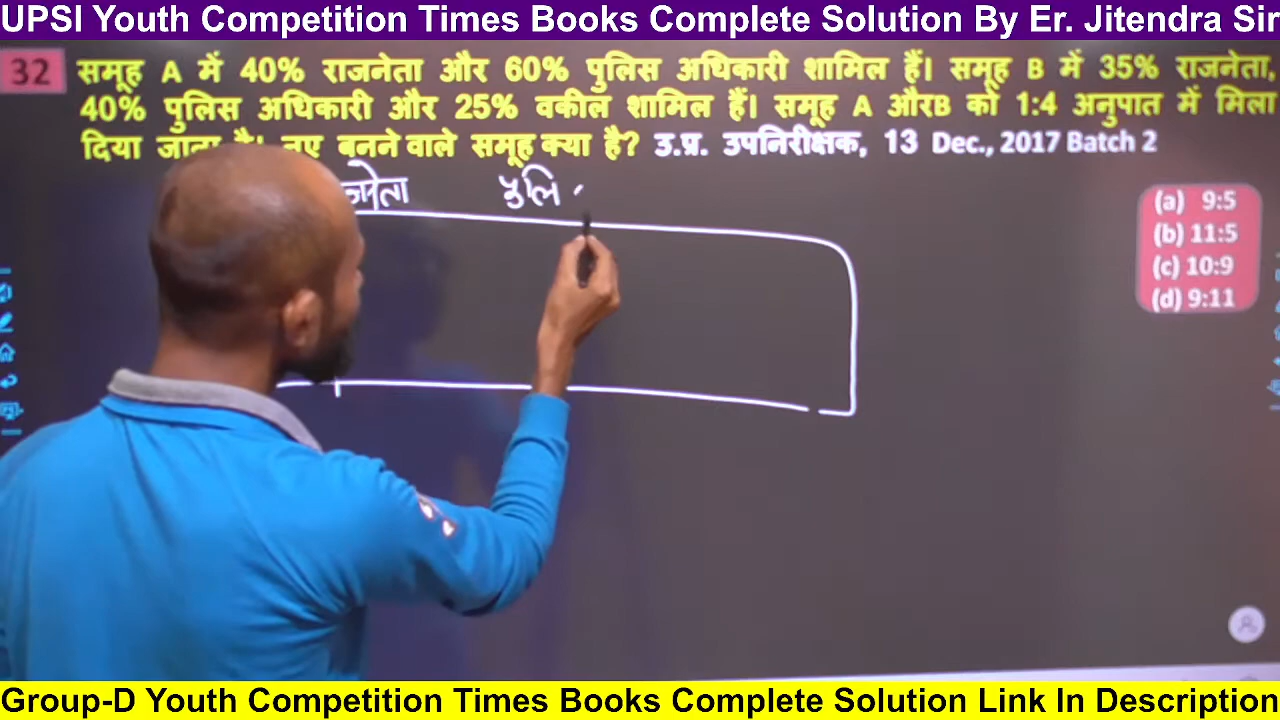 UPSI Youth Competition Times Books Complete Solution By Er. Jitendra Sir
32 समूह A में 40% राजनेता और 60% पुलिस अधिकारी शामिल हैं। समूह B में 35% राजनेता,
40% पुलिस अधिकारी और 25% वकील शामिल हैं। समूह A औरB को 1:4 अनुपात में मिला
दिया जाता है। नए बनने वाले समूह क्या है? उ.प्र. उपनिरीक्षक, 13 Dec., 2017 Batch 2
(a) 9:5
(b) 11:5
(c) 10:9
(d) 9:11
Group-D Youth Competition Times Books Complete Solution Link In Description